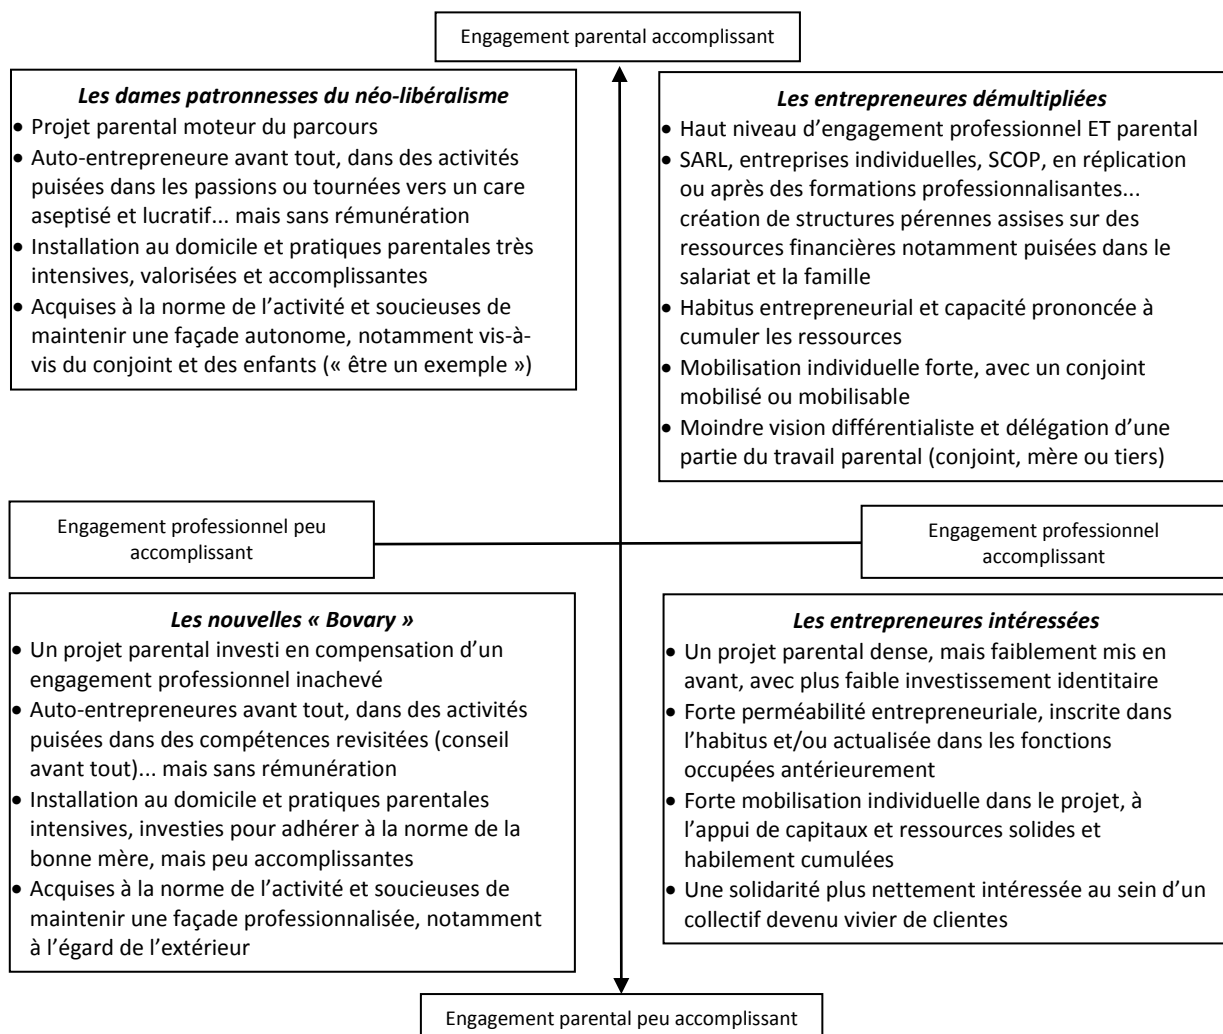 Engagement parental accomplissant
Les dames patronnesses du néo-libéralisme
• Projet parental moteur du parcours
• Auto-entrepreneure avant tout, dans des activités
puisées dans les passions ou tournées vers un care
aseptisé et lucratif... mais sans rémunération
• Installation au domicile et pratiques parentales très
intensives, valorisées et accomplissantes
• Acquises à la norme de l’activité et soucieuses de
maintenir une façade autonome, notamment vis-à-
vis du conjoint et des enfants (« être un exemple »)
Les entrepreneures démultipliées
• Haut niveau d’engagement professionnel ET parental
• SARL, entreprises individuelles, SCOP, en réplication
ou après des formations professionnalisantes...
création de structures pérennes assises sur des
ressources financières notamment puisées dans le
salariat et la famille
• Habitus entrepreneurial et capacité prononcée à
cumuler les ressources
• Mobilisation individuelle forte, avec un conjoint
mobilisé ou mobilisable
• Moindre vision différentialiste et délégation d’une
partie du travail parental (conjoint, mère ou tiers)
Engagement professionnel peu
accomplissant
Engagement professionnel
accomplissant
Les nouvelles « Bovary »
• Un projet parental investi en compensation d’un
engagement professionnel inachevé
• Auto-entrepreneures avant tout, dans des activités
puisées dans des compétences revisitées (conseil
avant tout)... mais sans rémunération
• Installation au domicile et pratiques parentales
intensives, investies pour adhérer à la norme de la
bonne mère, mais peu accomplissantes
• Acquises à la norme de l’activité et soucieuses de
maintenir une façade professionnalisée, notamment
à l’égard de l’extérieur
Les entrepreneures intéressées
• Un projet parental dense, mais faiblement mis en
avant, avec plus faible investissement identitaire
• Forte perméabilité entrepreneuriale, inscrite dans
l’habitus et/ou actualisée dans les fonctions
occupées antérieurement
• Forte mobilisation individuelle dans le projet, à
l’appui de capitaux et ressources solides et
habilement cumulées
• Une solidarité plus nettement intéressée au sein d’un
collectif devenu vivier de clientes
Engagement parental peu accomplissant